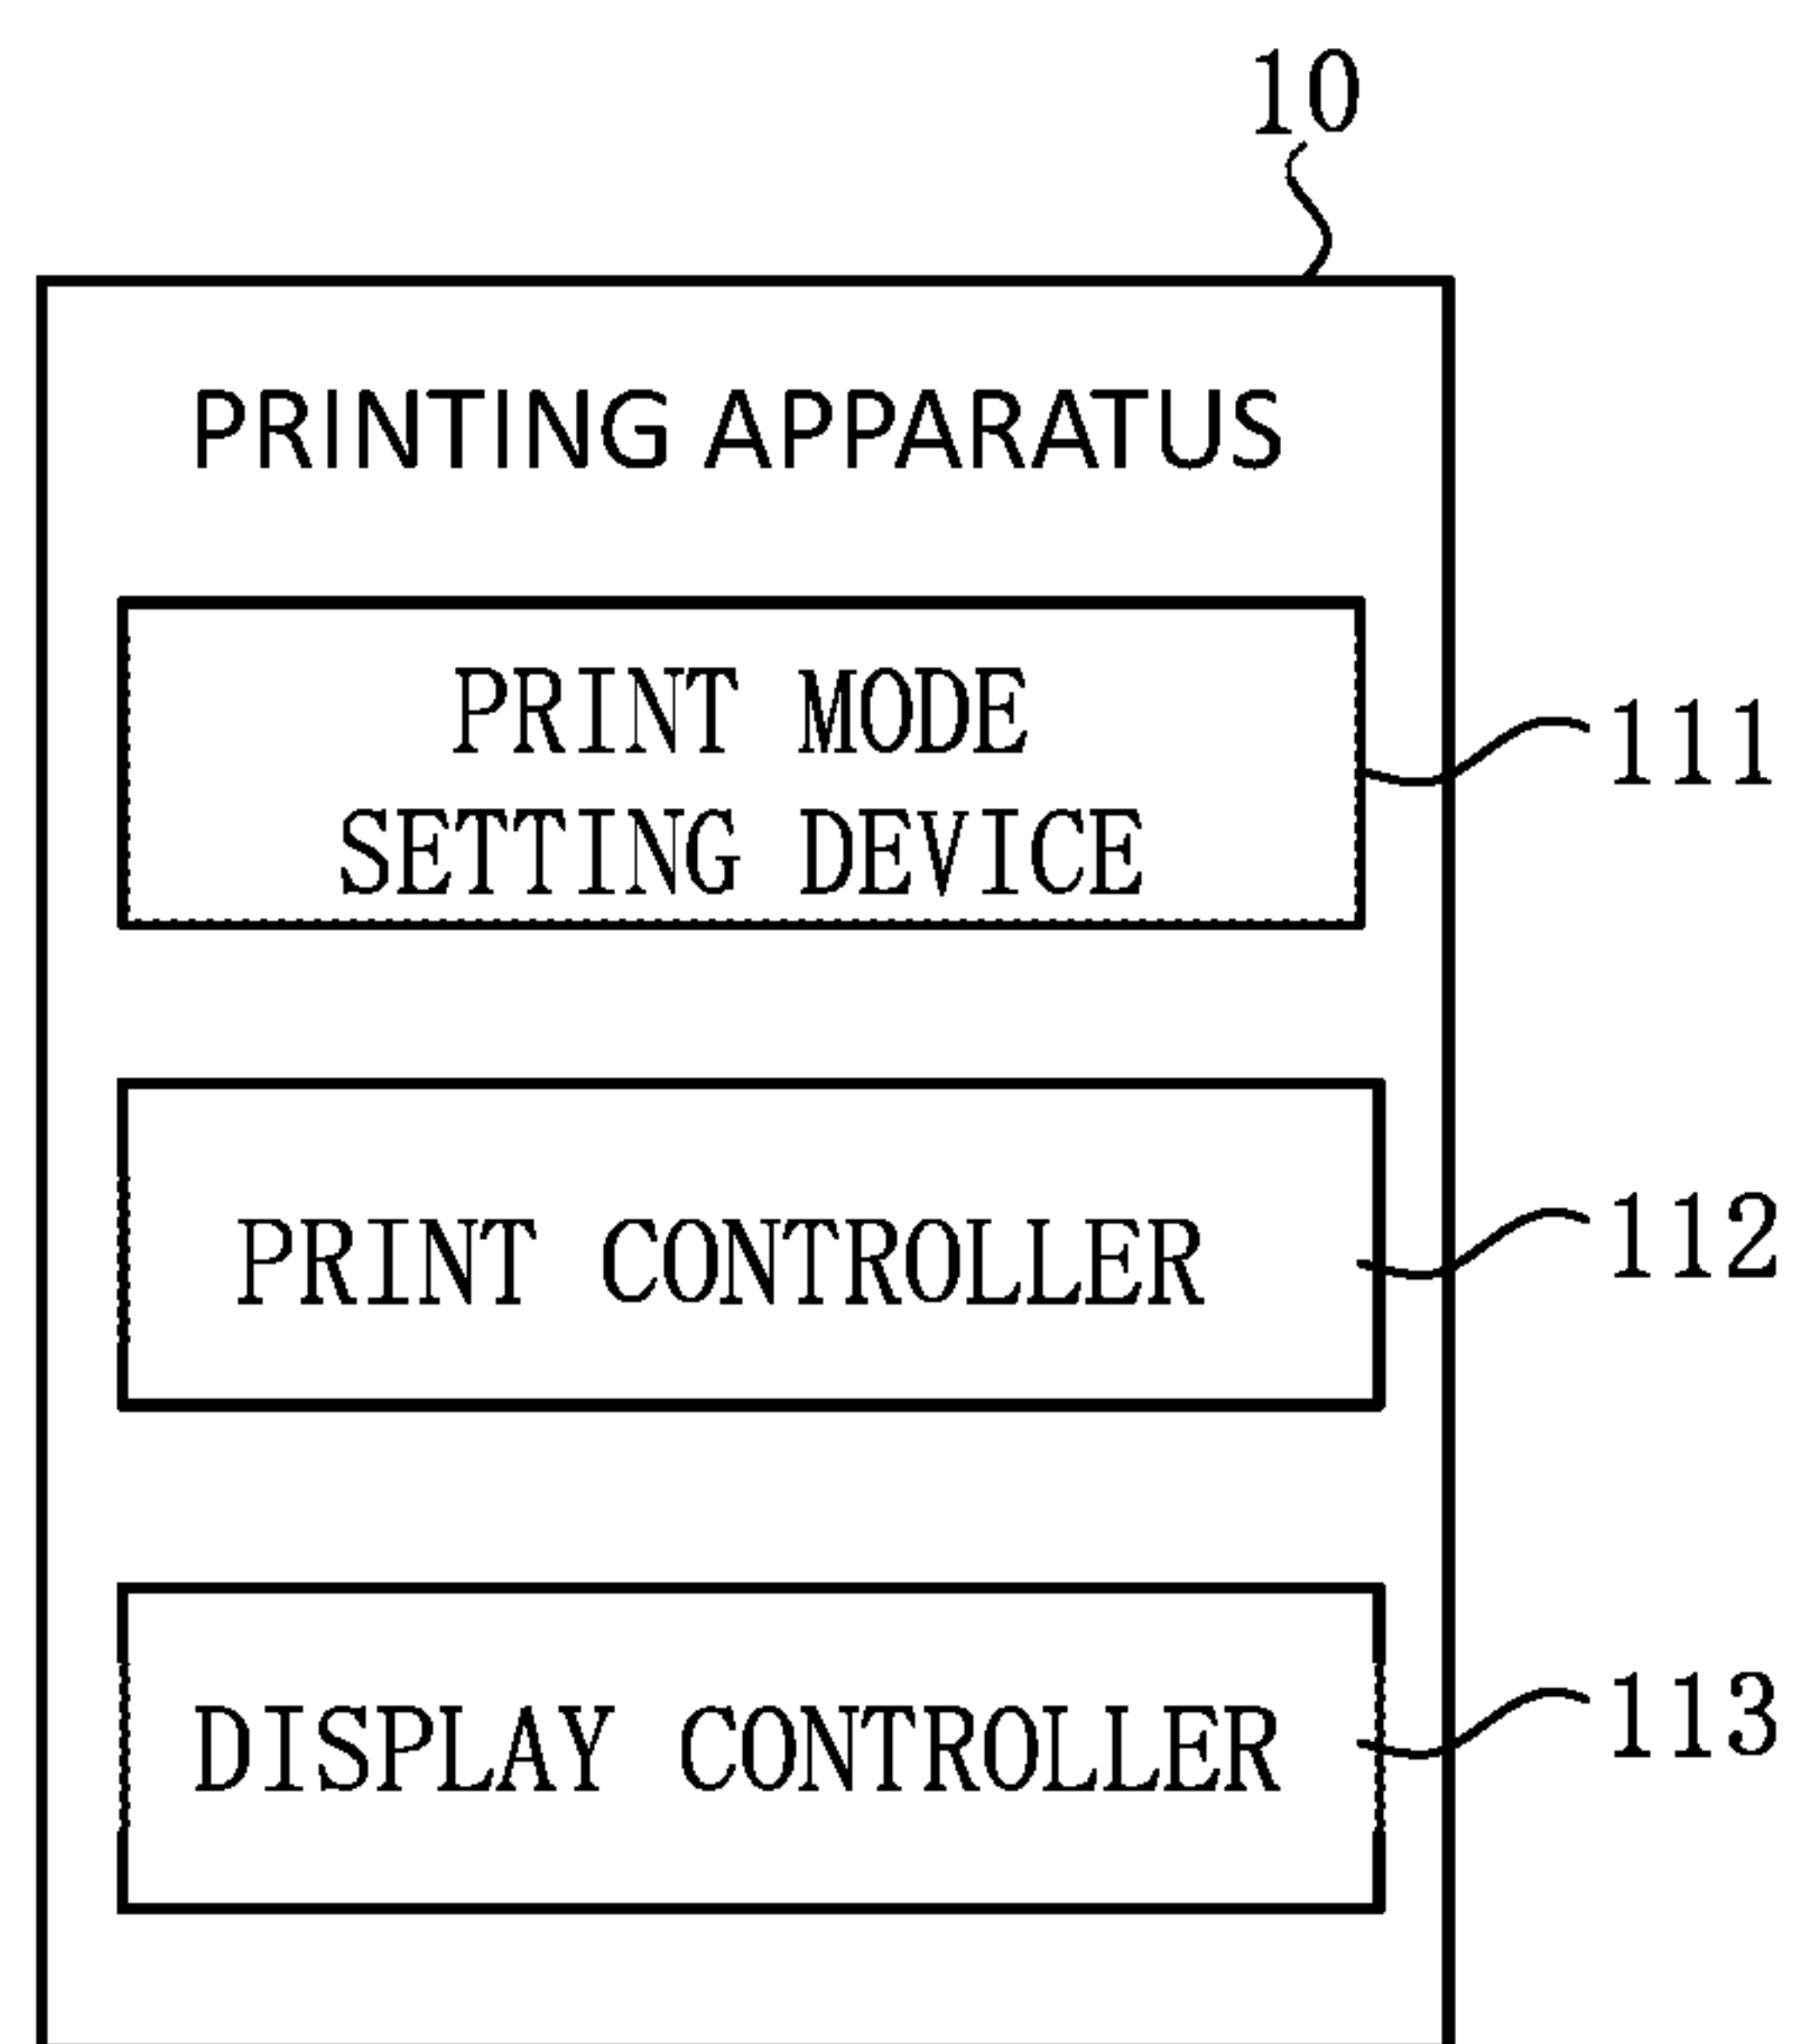 10
PRINTING APPARATUS
PRINT MODE
SETTING DEVICE
111
PRINT CONTROLLER
112
DISPLAY CONTROLLER
113